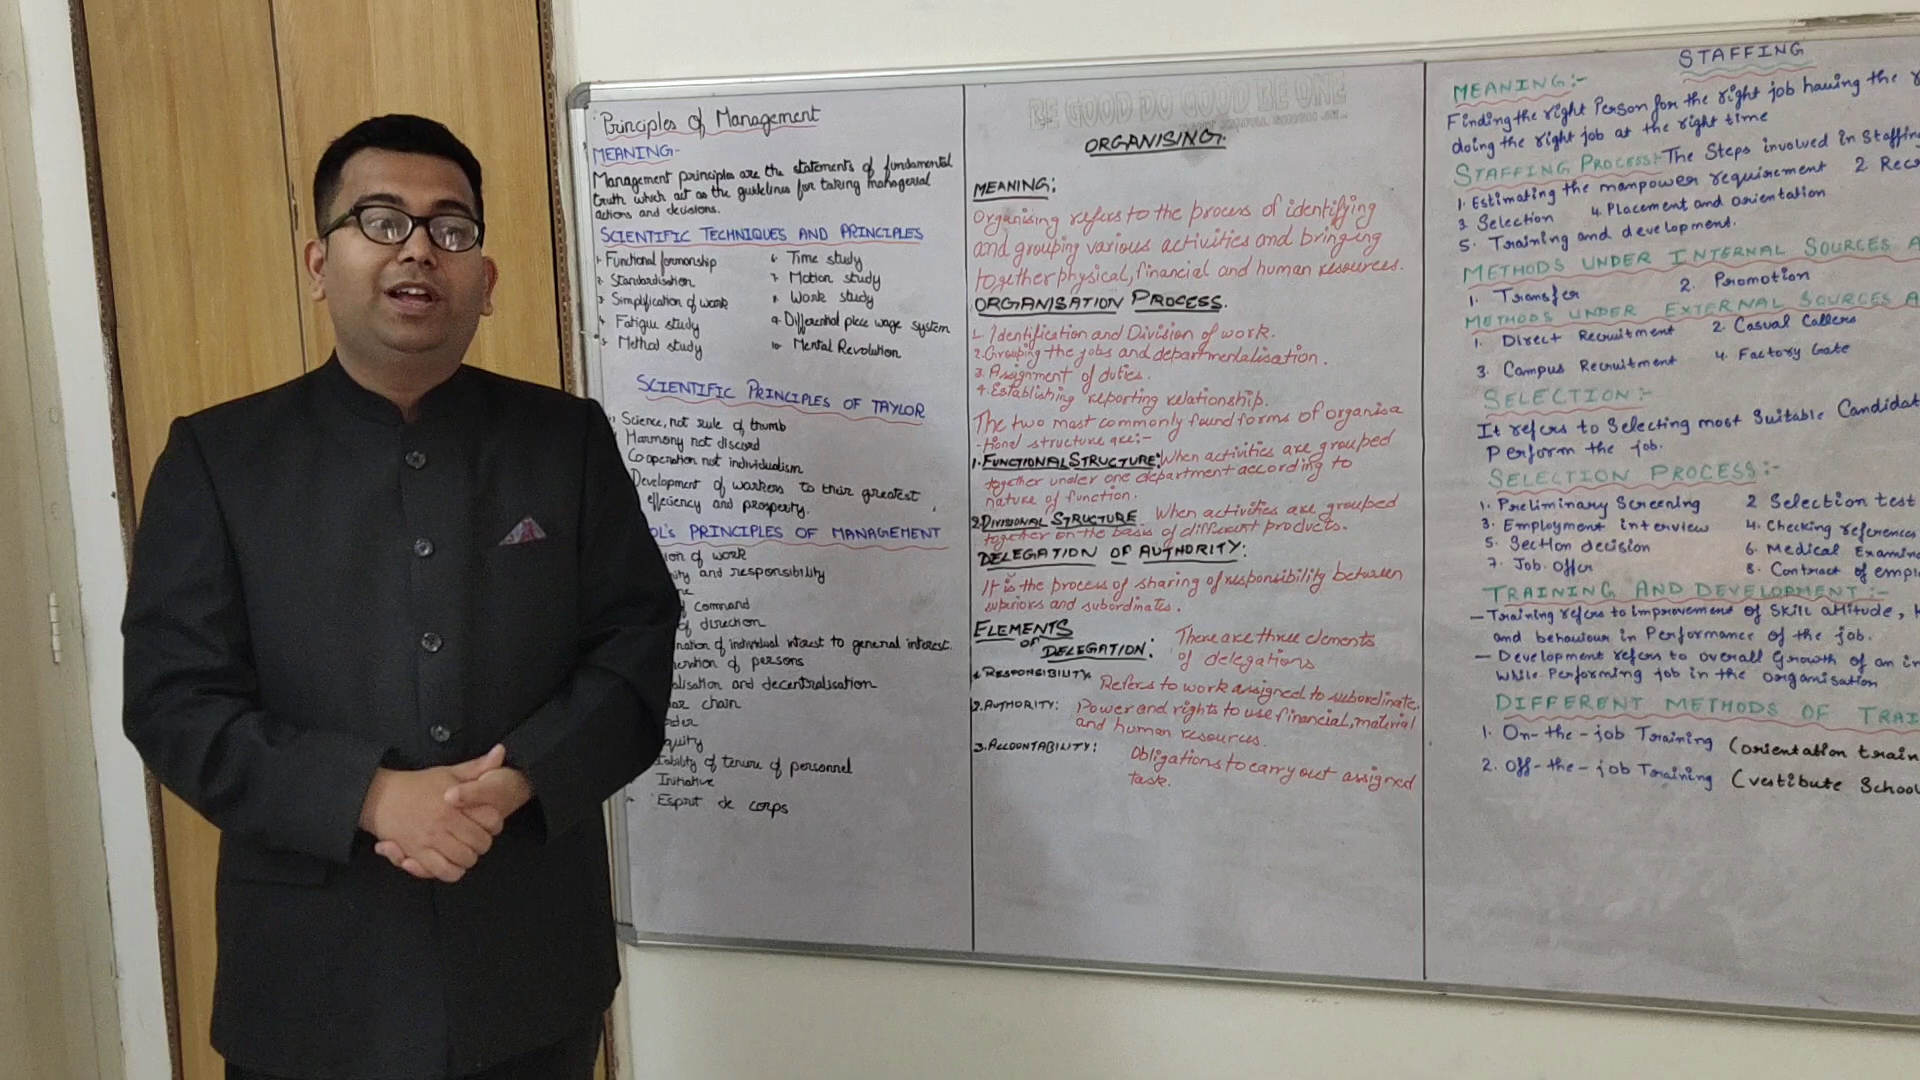 Principles of Management
MEANING-
Management principles are the statements of fundamental
truth which act as the guidelines for taking managerial
actions and decisions.
SCIENTIFIC TECHNIQUES AND PRINCIPLES
1. Functional formonship
2. Standardisation
3. Simplification of work
4. Fatigue study
5. Method study
6. Time study
7. Motion study
8. Work study
9. Differential piece wage system
10. Mental Revolution
SCIENTIFIC PRINCIPLES OF TAYLOR
Science, not rule of thumb
Harmony not discord
Cooperation not individualism
Development of workers to their greatest
effeciency and prosperty.
OL's PRINCIPLES OF MANAGEMENT
ion of work
ity and responsibility
command
of direction
nation of individual interest to general interest.
neration of persons
alisation and decentralisation
chain
rder
quity
tability of tenure of personnel
Initiative
Esprit de corps
BE GOOD DO GOOD BE ONE
ORGANISING.
MEANING:
Organising refers to the process of identifying
and grouping various activities and bringing
together physical, financial and human resources.
ORGANISATION PROCESS.
1. Identification and Division of work.
2. Grouping the jobs and departmentalisation.
3. Assignment of duties.
4. Establishing reporting relationship.
The two most commonly found forms of organisa
-tional structure are:-
1. FUNCTIONAL STRUCTURE: When activities are grouped
together under one department according to
nature of function.
2. DIVISIONAL STRUCTURE When activities are grouped
together on the basis of different products.
DELEGATION OF AUTHORITY:
It is the process of sharing of responsibility between
superiors and subordinates.
ELEMENTS OF DELEGATION: There are three elements
of delegations
1. RESPONSIBILITY. Refers to work assigned to subordinate.
2. AUTHORITY: Power and rights to use financial, material
and human resources.
3. ACCOUNTABILITY: Obligations to carry out assigned
task.
STAFFING
MEANING:-
Finding the right Person for the right job having the
doing the right job at the right time
STAFFING PROCESS:- The Steps involved in Staffing
1. Estimating the manpower requirement 2 Rec
3. Selection 4. Placement and orientation
5. Training and development.
METHODS UNDER INTERNAL SOURCES A
1. Transfer 2. Promotion
METHODS UNDER EXTERNAL SOURCES A
1. Direct Recruitment 2. Casual Callers
3. Campus Recruitment 4. Factory Gate
SELECTION:-
It refers to Selecting most Suitable Candidat
Perform the job.
SELECTION PROCESS:-
1. Preliminary Screening 2 Selection test
3. Employment interview 4. Checking references
5. Section decision 6. Medical Examin
7. Job Offer 8. Contract of empl
TRAINING AND DEVELOPMENT:-
- Training refers to improvement of Skill attitude,
and behaviour in Performance of the job.
- Development refers to overall Growth of an in
while Performing job in the organisation
DIFFERENT METHODS OF TRAI
1. On-the-job Training (orientation train
2. Off-the-job Training (vestibute School